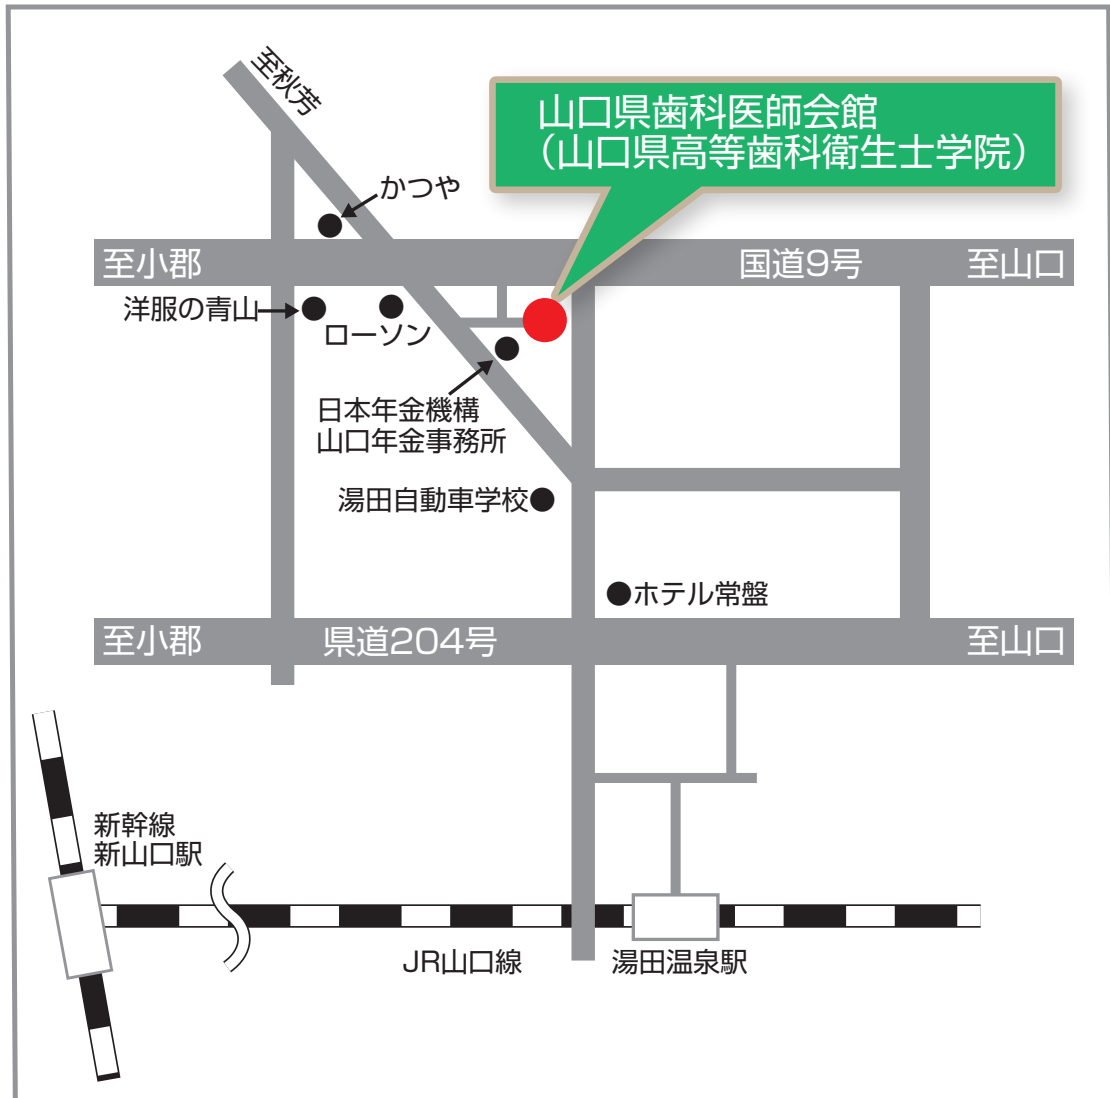 至秋芳
山口県歯科医師会館
（山口県高等歯科衛生士学院）
かつや
至小郡
国道9号
至山口
洋服の青山
ローソン
日本年金機構
山口年金事務所
湯田自動車学校
ホテル常盤
至小郡
県道204号
至山口
新幹線
新山口駅
JR山口線
湯田温泉駅